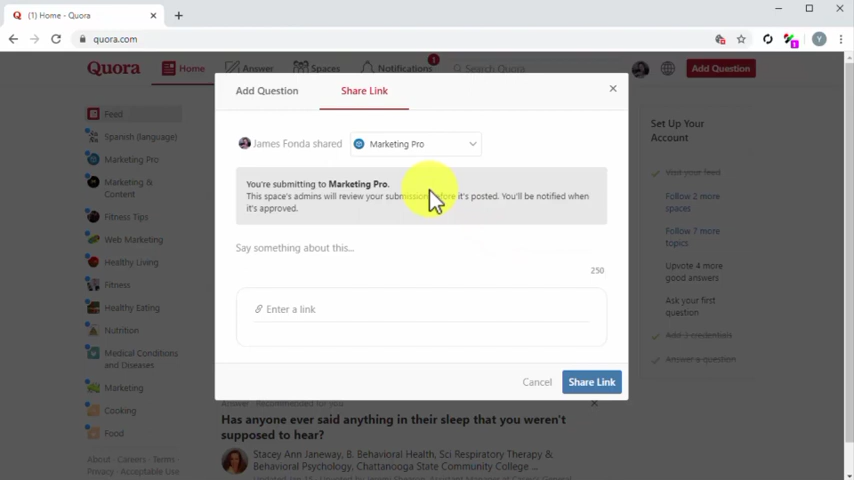 (1) Home - Quora
quora.com
Y
Quora
Home
Answer
Spaces
Notifications
1
Search Quora
Add Question
Add Question
Share Link
James Fonda shared
Marketing Pro
You're submitting to Marketing Pro.
This space's admins will review your submission before it's posted. You'll be notified when
it's approved.
Say something about this...
250
Enter a link
Cancel
Share Link
Feed
Spanish (language)
Marketing Pro
Marketing &
Content
Fitness Tips
Web Marketing
Healthy Living
Fitness
Healthy Eating
Nutrition
Medical Conditions
and Diseases
Marketing
Cooking
Food
About · Careers · Terms ·
Privacy · Acceptable Use
Set Up Your
Account
Visit your feed
Follow 2 more
spaces
Follow 7 more
topics
Upvote 4 more
good answers
Ask your first
question
Add 3 credentials
Answer a question
Answer · Recommended for you
Has anyone ever said anything in their sleep that you weren't
supposed to hear?
Stacey Ann Janeway, B. Behavioral Health, Sci Respiratory Therapy &
Behavioral Psychology, Chattanooga State Community College ...